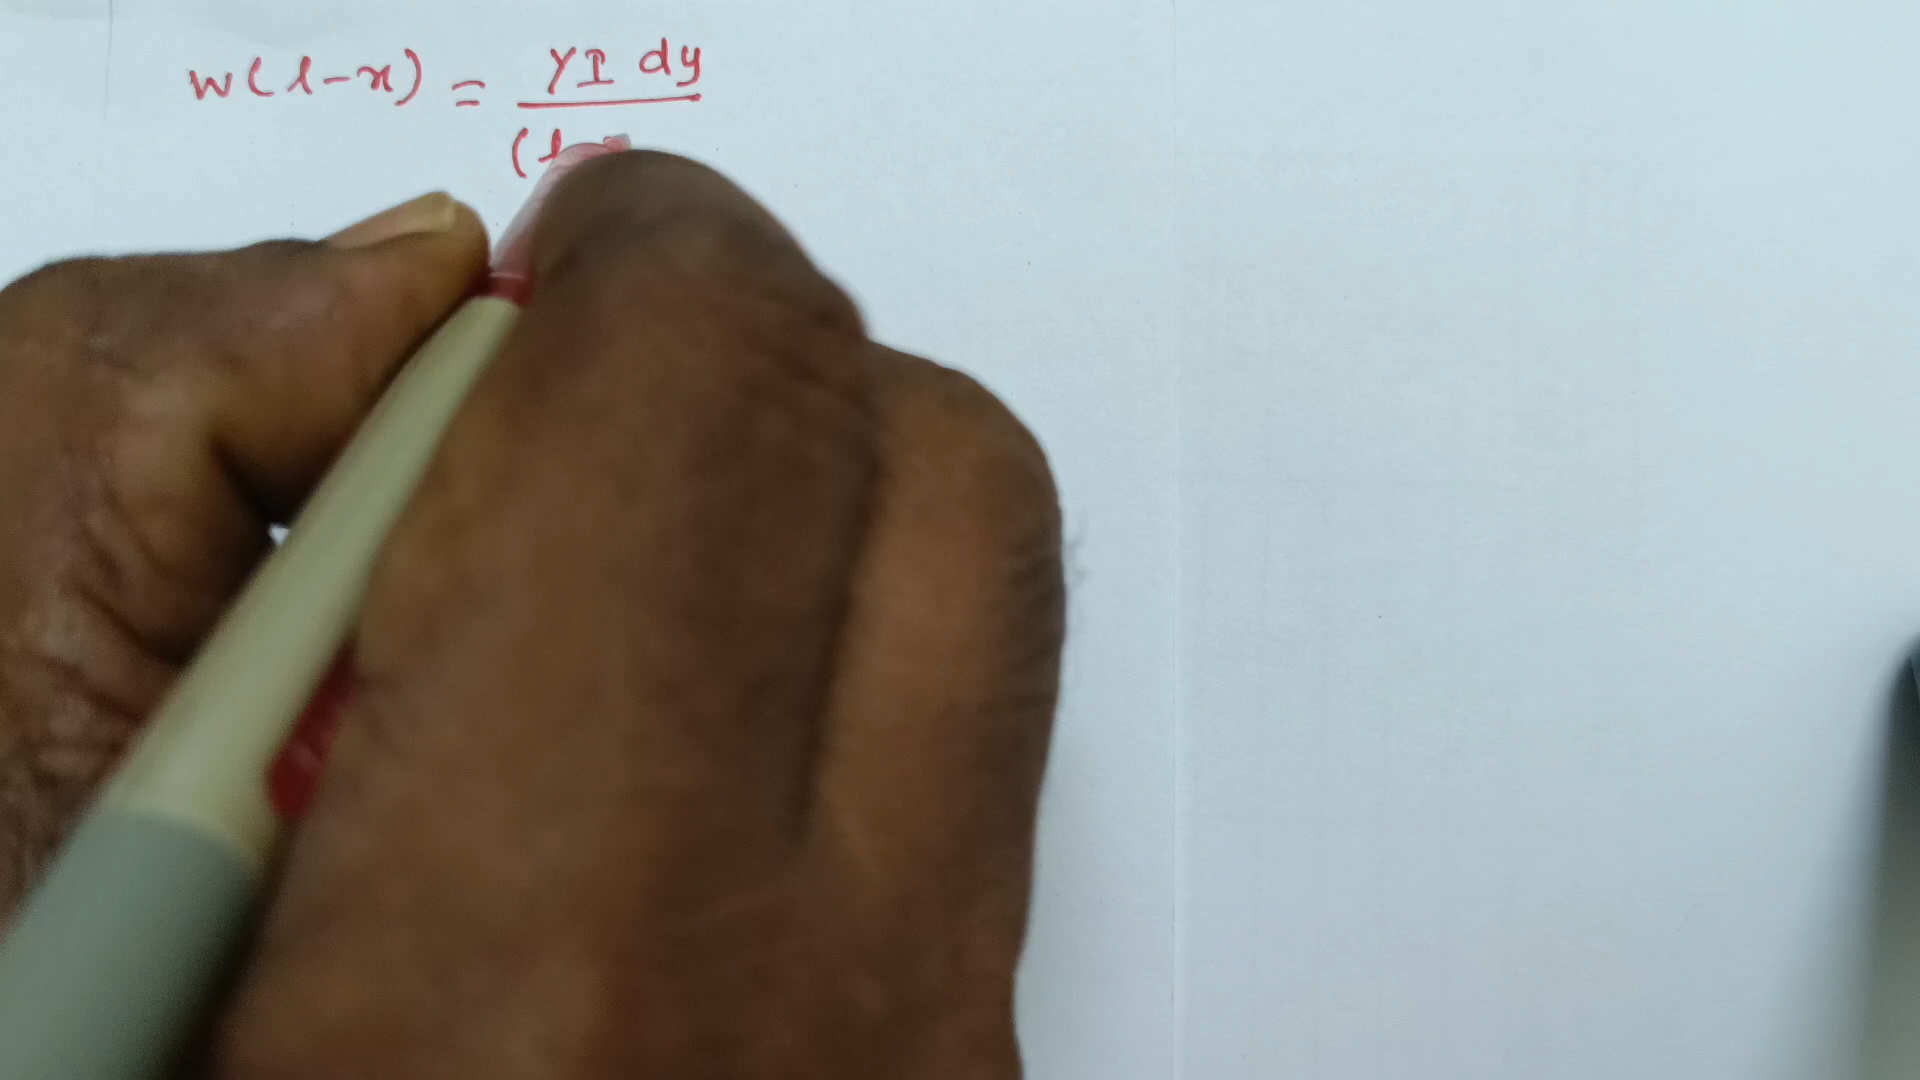 W(l-x) = YI dy
(l-